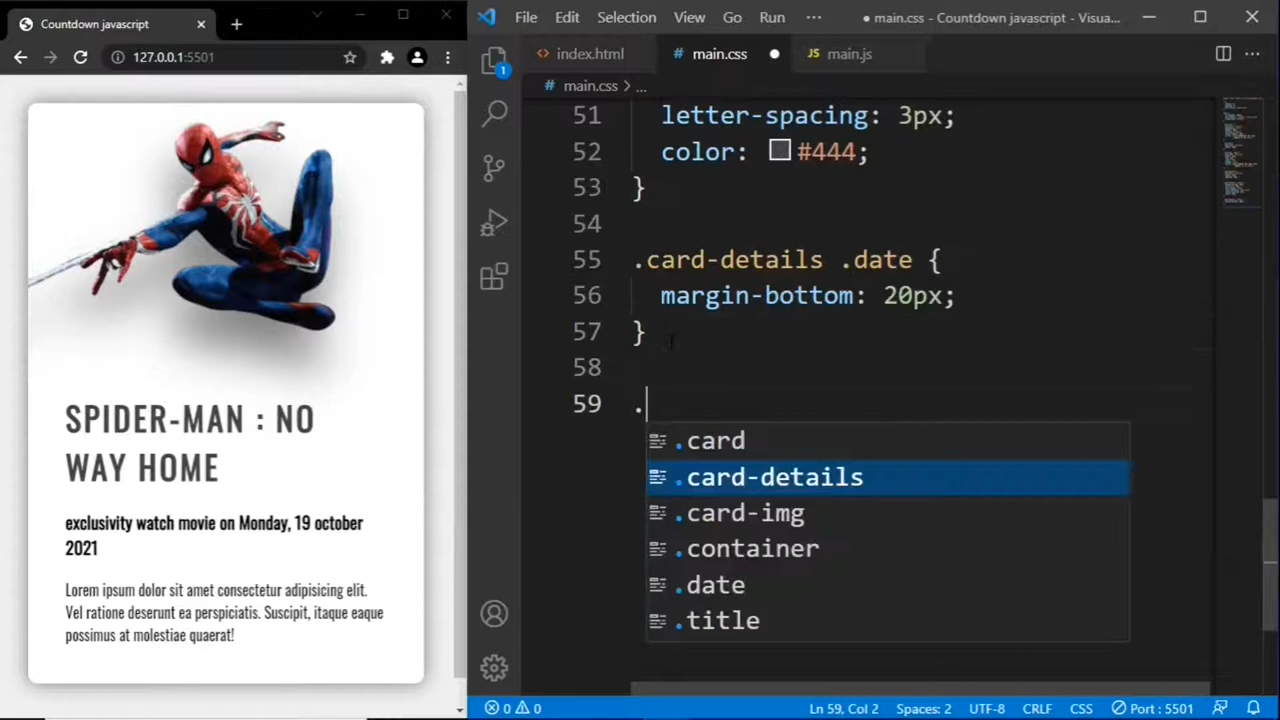 Countdown javascript
127.0.0.1:5501
SPIDER-MAN : NO
WAY HOME
exclusivity watch movie on Monday, 19 october
2021
Lorem ipsum dolor sit amet consectetur adipisicing elit.
Vel ratione deserunt ea perspiciatis. Suscipit, itaque eaque
possimus at molestiae quaerat!
File Edit Selection View Go Run ··· ● main.css - Countdown javascript - Visua...
index.html # main.css ● JS main.js
# main.css > ...
1
51 letter-spacing: 3px;
52 color: #444;
53 }
54
55 .card-details .date {
56 margin-bottom: 20px;
57 }
58
59 .
.card
.card-details
.card-img
.container
.date
.title
0 0 Ln 59, Col 2 Spaces: 2 UTF-8 CRLF CSS Port : 5501